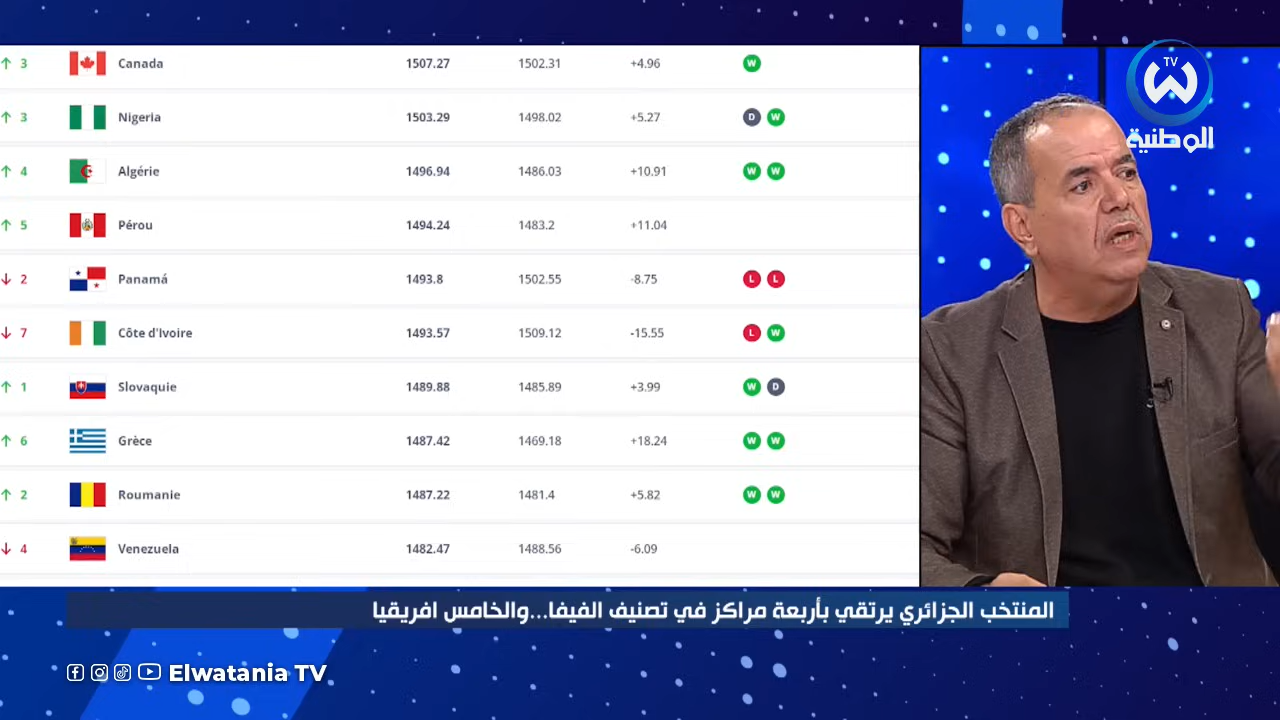 3 Canada 1507.27 1502.31 +4.96 W
3 Nigeria 1503.29 1498.02 +5.27 D W
4 Algérie 1496.94 1486.03 +10.91 W W
5 Pérou 1494.24 1483.2 +11.04
2 Panamá 1493.8 1502.55 -8.75 L L
7 Côte d'Ivoire 1493.57 1509.12 -15.55 L W
1 Slovaquie 1489.88 1485.89 +3.99 W D
6 Grèce 1487.42 1469.18 +18.24 W W
2 Roumanie 1487.22 1481.4 +5.82 W W
4 Venezuela 1482.47 1488.56 -6.09
TV
الوطنية
المنتخب الجزائري يرتقي بأربعة مراكز في تصنيف الفيفا...والخامس افريقيا
Elwatania TV